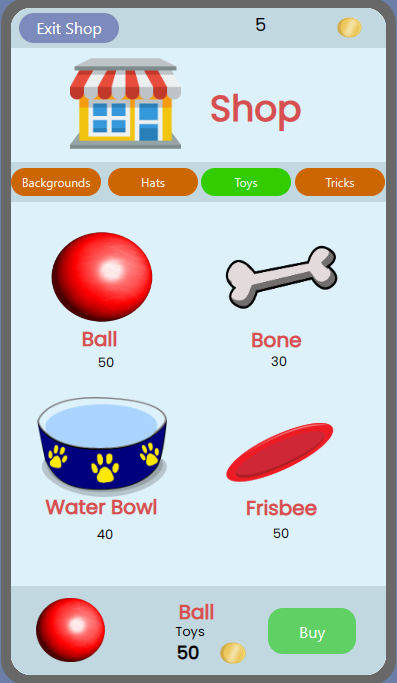 Exit Shop 5
Shop
Backgrounds Hats Toys Tricks
Ball Bone
50 30
Water Bowl Frisbee
40 50
Ball
Toys
50
Buy